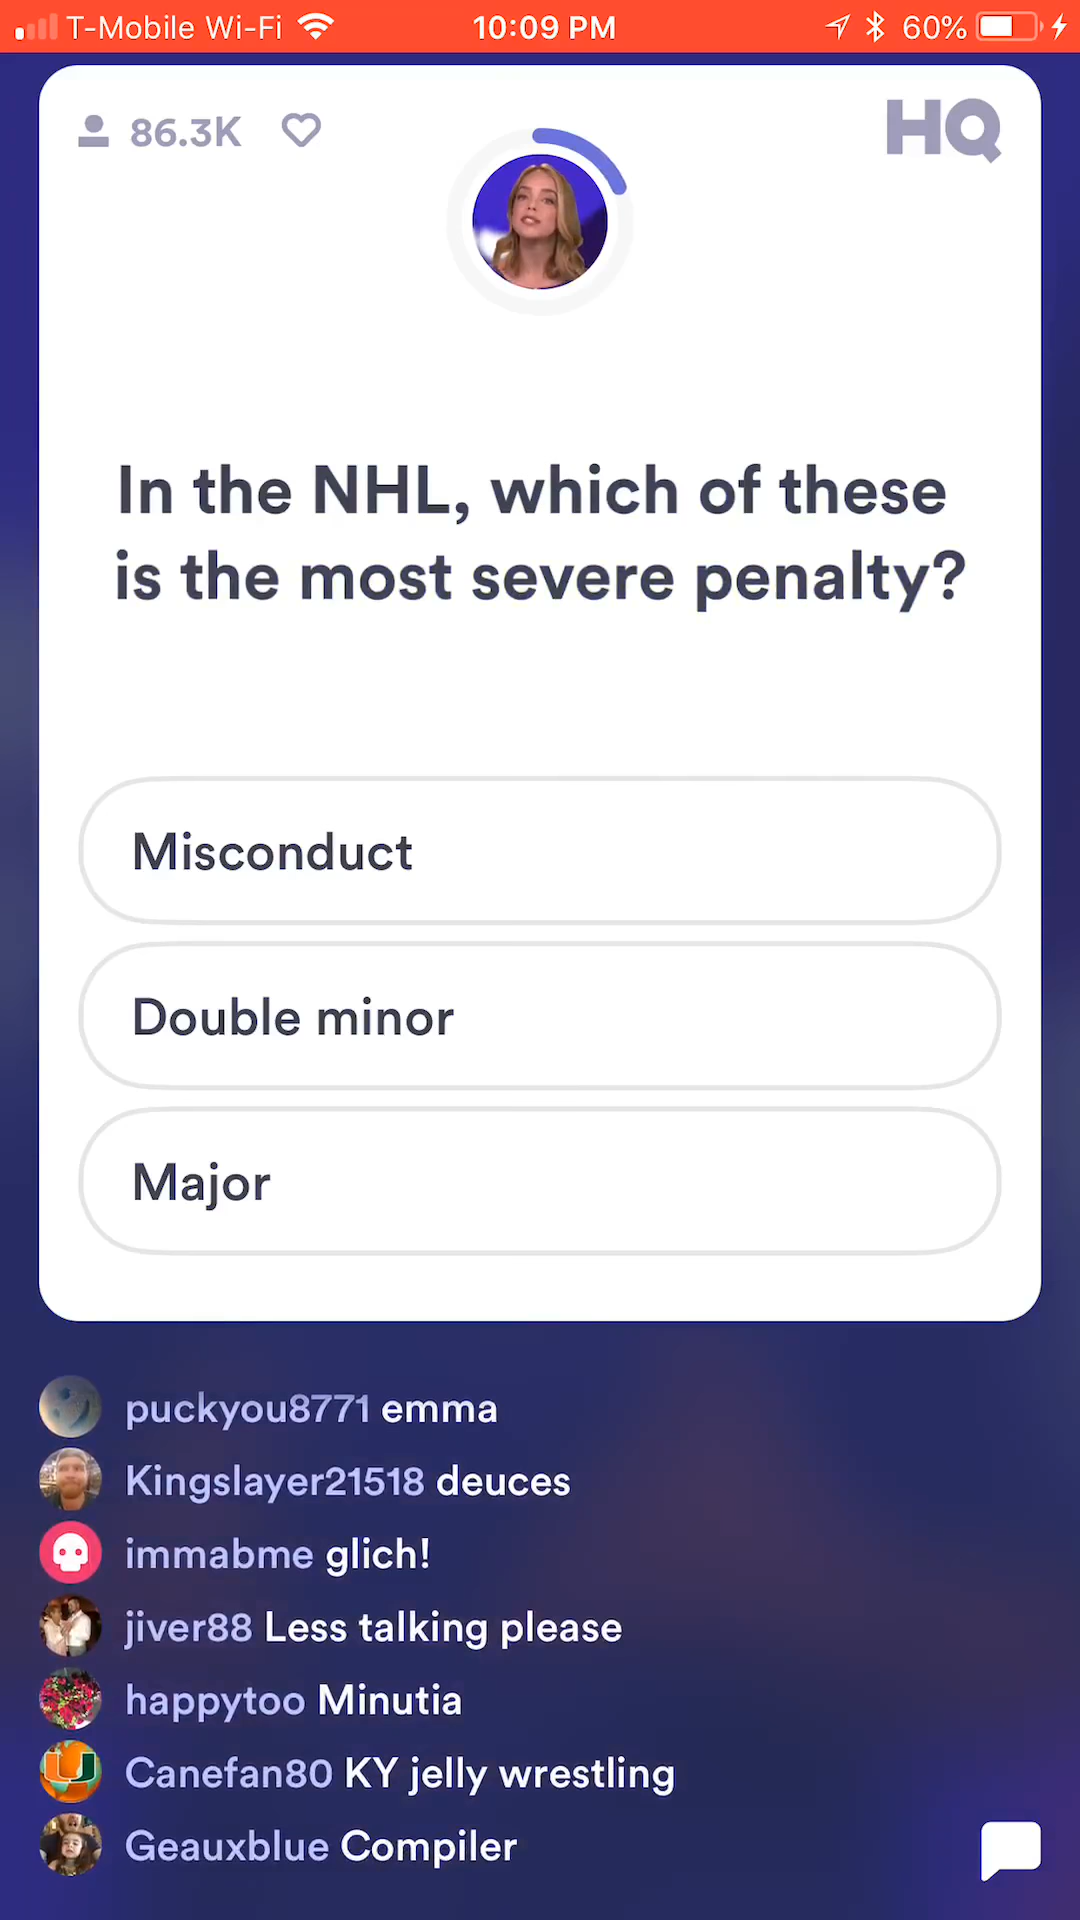 T-Mobile Wi-Fi 10:09 PM 60%
86.3K HQ
In the NHL, which of these
is the most severe penalty?
Misconduct
Double minor
Major
puckyou8771 emma
Kingslayer21518 deuces
immabme glich!
jiver88 Less talking please
happytoo Minutia
Canefan80 KY jelly wrestling
Geauxblue Compiler